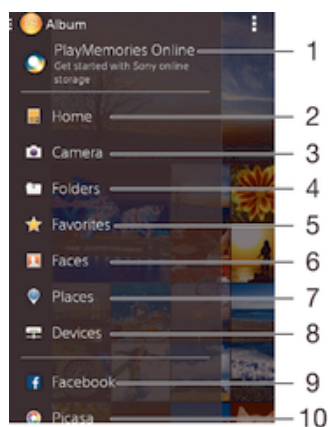 Album
PlayMemories Online 1
Get started with Sony online
storage
Home 2
Camera 3
Folders 4
Favorites 5
Faces 6
Places 7
Devices 8
Facebook 9
Picasa 10